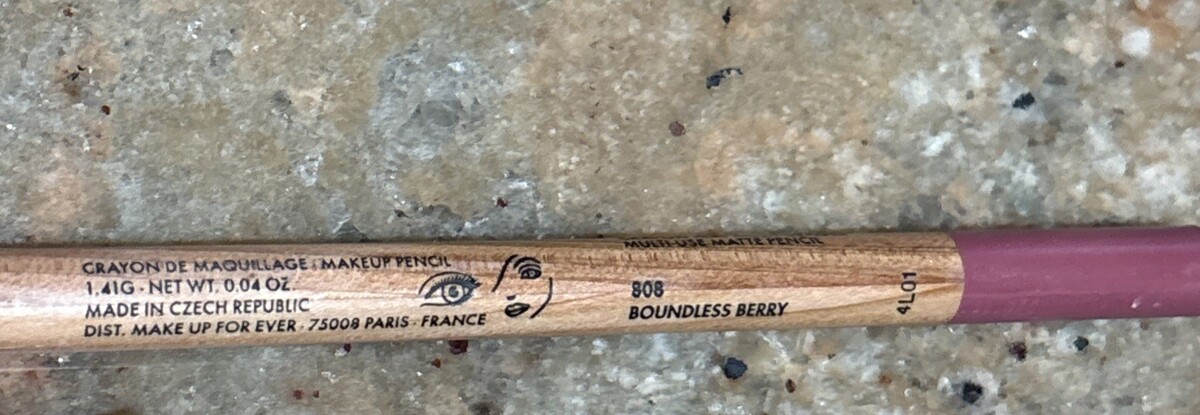 CRAYON DE MAQUILLAGE · MAKEUP PENCIL
1,41G · NET WT. 0.04 OZ.
MADE IN CZECH REPUBLIC
DIST. MAKE UP FOR EVER · 75008 PARIS · FRANCE
MULTI-USE MATTE PENCIL
808
BOUNDLESS BERRY
4L01